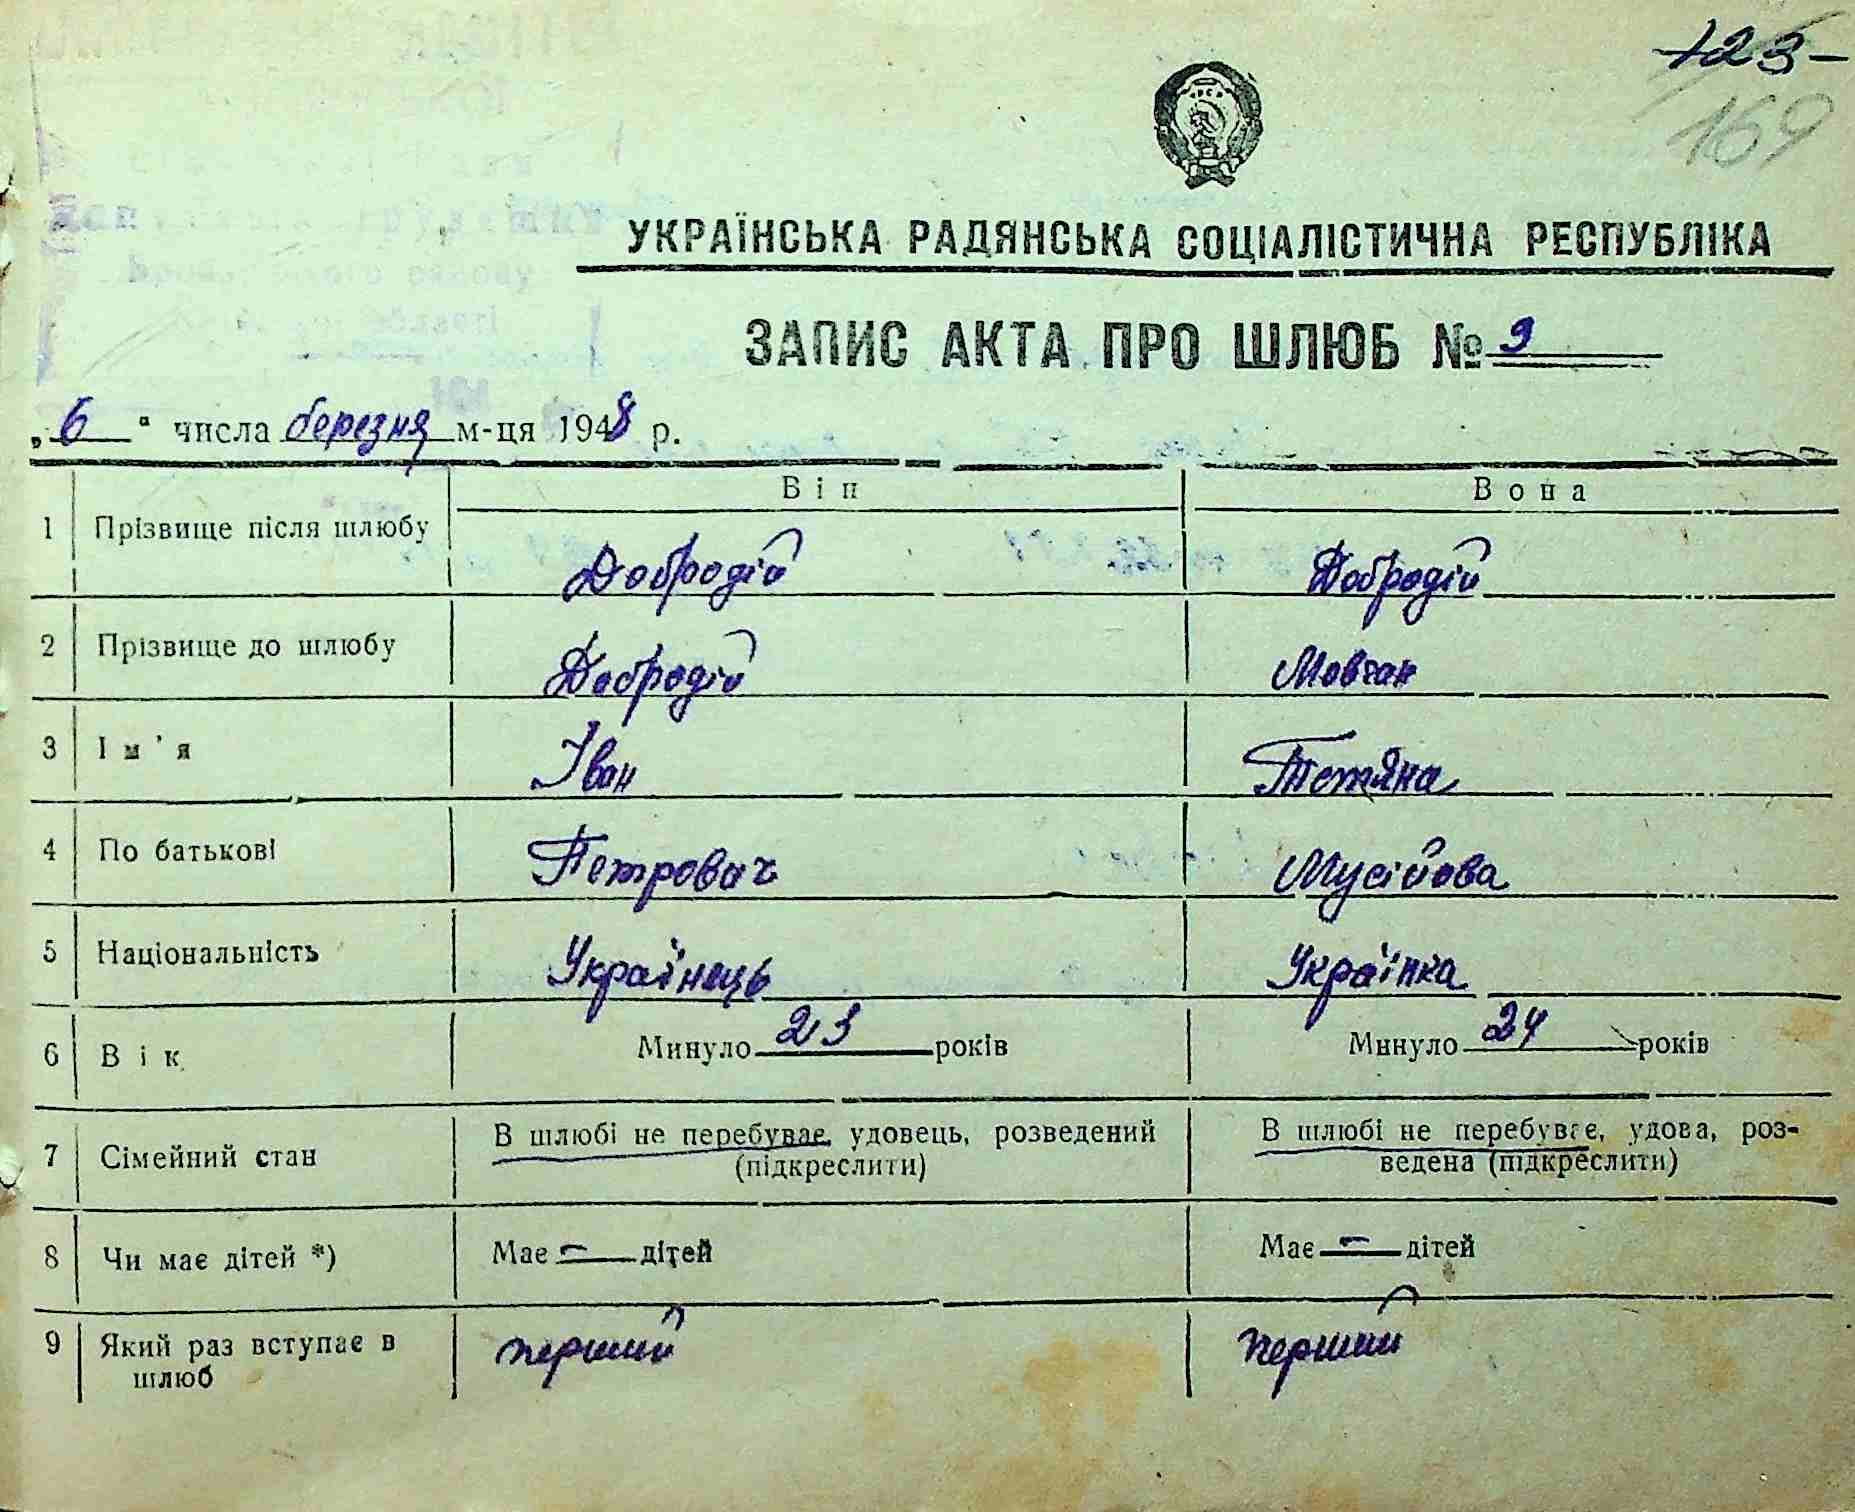 123-
169
УКРАЇНСЬКА РАДЯНСЬКА СОЦІАЛІСТИЧНА РЕСПУБЛІКА
ЗАПИС АКТА ПРО ШЛЮБ № 9
„6" числа березня м-ця 1948 р.
Він Вона
1 Прізвище після шлюбу Добродій Добродій
2 Прізвище до шлюбу Добродій Мовчан
3 Ім'я Іван Тетяна
4 По батькові Петрович Мусійова
5 Національність Українець Українка
6 Вік Минуло 23 років Минуло 24 років
7 Сімейний стан В шлюбі не перебуває, удовець, розведений В шлюбі не перебуває, удова, роз-
(підкреслити) ведена (підкреслити)
8 Чи має дітей *) Має — дітей Має — дітей
9 Який раз вступає в перший перший
шлюб